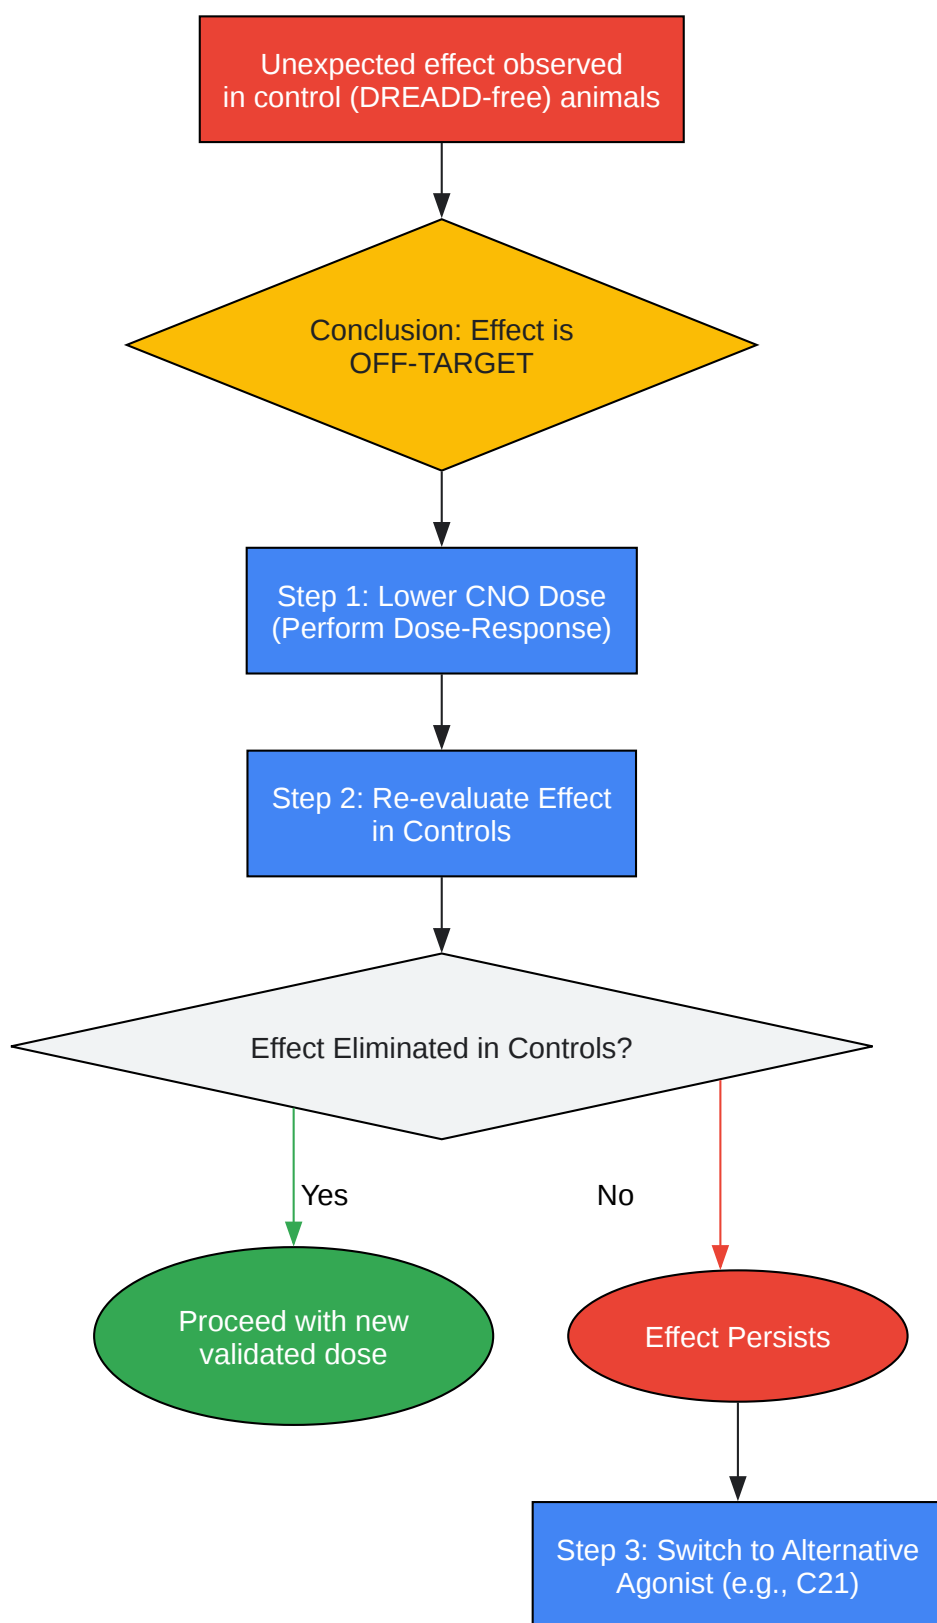 Unexpected effect observed
in control (DREADD-free) animals
Conclusion: Effect is
OFF-TARGET
Step 1: Lower CNO Dose
(Perform Dose-Response)
Step 2: Re-evaluate Effect
in Controls
Effect Eliminated in Controls?
Yes
No
Proceed with new
validated dose
Effect Persists
Step 3: Switch to Alternative
Agonist (e.g., C21)